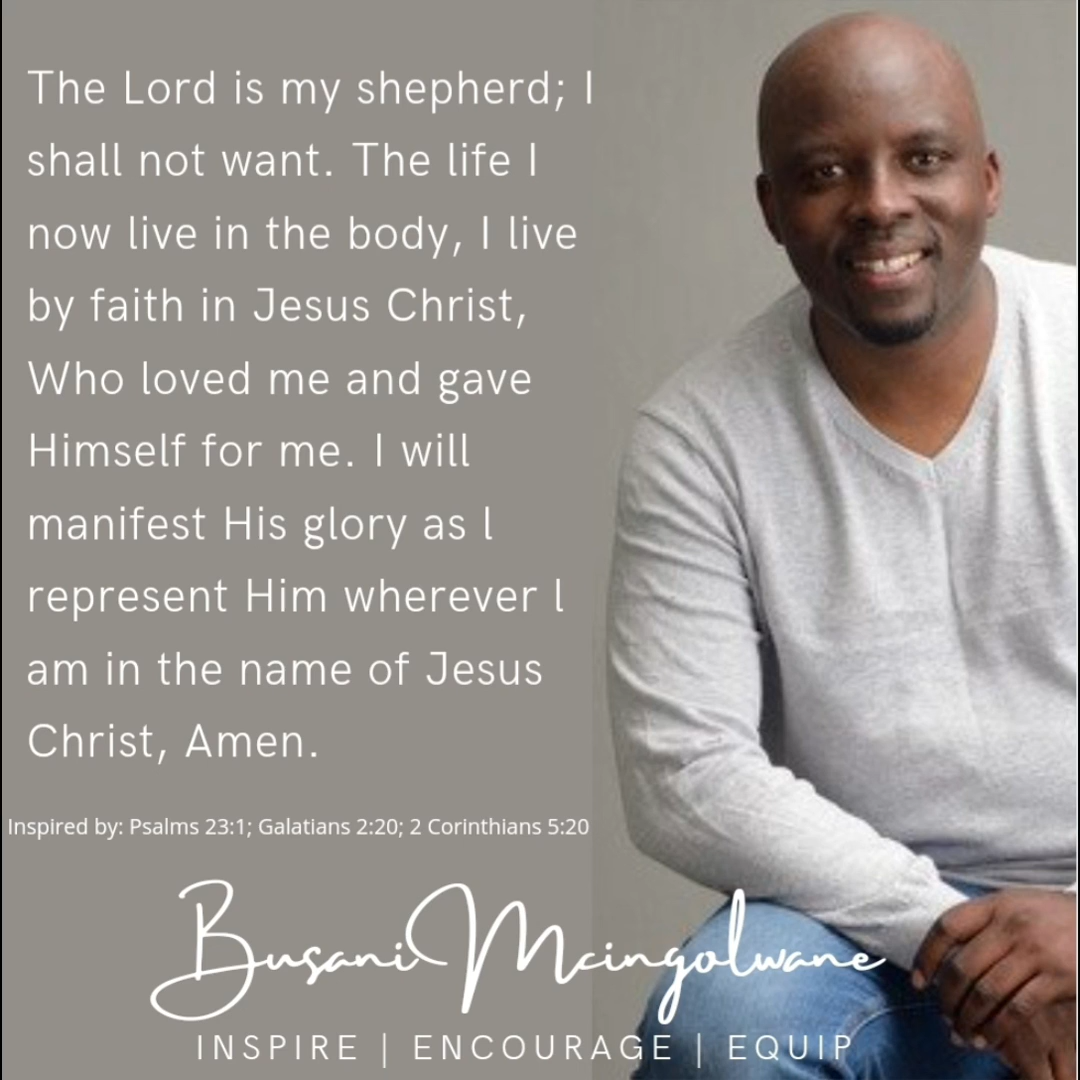 The Lord is my shepherd; I
shall not want. The life I
now live in the body, I live
by faith in Jesus Christ,
Who loved me and gave
Himself for me. I will
manifest His glory as l
represent Him wherever l
am in the name of Jesus
Christ, Amen.
Inspired by: Psalms 23:1; Galatians 2:20; 2 Corinthians 5:20
Busani Mcingolwane
INSPIRE | ENCOURAGE | EQUIP